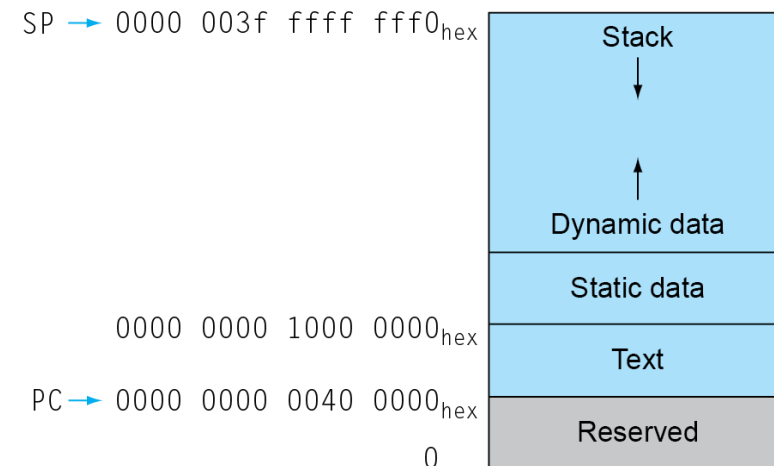 SP → 0000 003f ffff fff0hex
Stack
Dynamic data
Static data
0000 0000 1000 0000hex
Text
PC → 0000 0000 0040 0000hex
Reserved
0